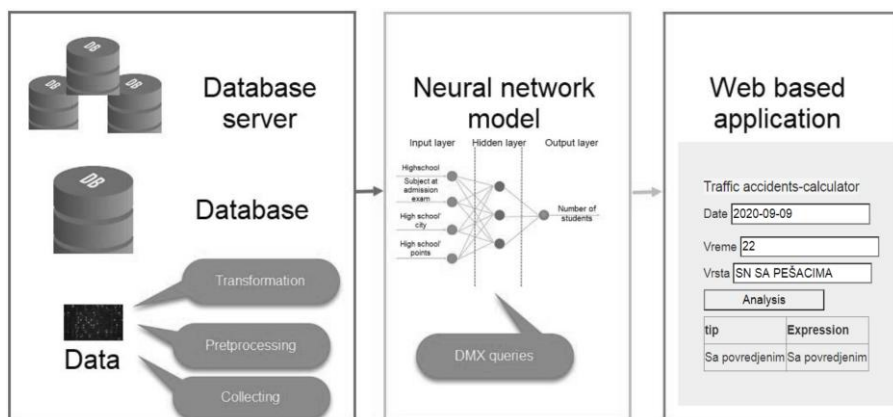 DB
DB
DB
Database
server
DB
Database
Transformation
Pretprocessing
Collecting
Data
Neural network
model
Input layer
Hidden layer
Output layer
Highschool
Subject at
admission
exam
High school'
city
High school'
points
Number of
students
DMX queries
Web based
application
Traffic accidents-calculator
Date 2020-09-09
Vreme 22
Vrsta SN SA PEŠACIMA
Analysis
tip Expression
Sa povredjenim Sa povredjenim